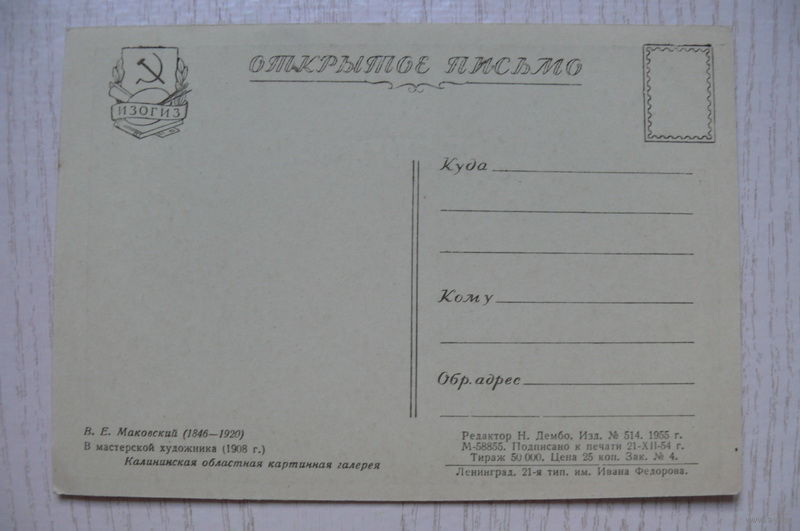 ОТКРЫТОЕ ПИСЬМО
ИЗОГИЗ
Куда
Кому
Обр. адрес
В. Е. Маковский (1846—1920)
В мастерской художника (1908 г.)
Калининская областная картинная галерея
Редактор Н. Дембо. Изд. № 514. 1955 г.
М-58855. Подписано к печати 21-XII-54 г.
Тираж 50 000. Цена 25 коп. Зак. № 4.
Ленинград. 21-я тип. им. Ивана Федорова.